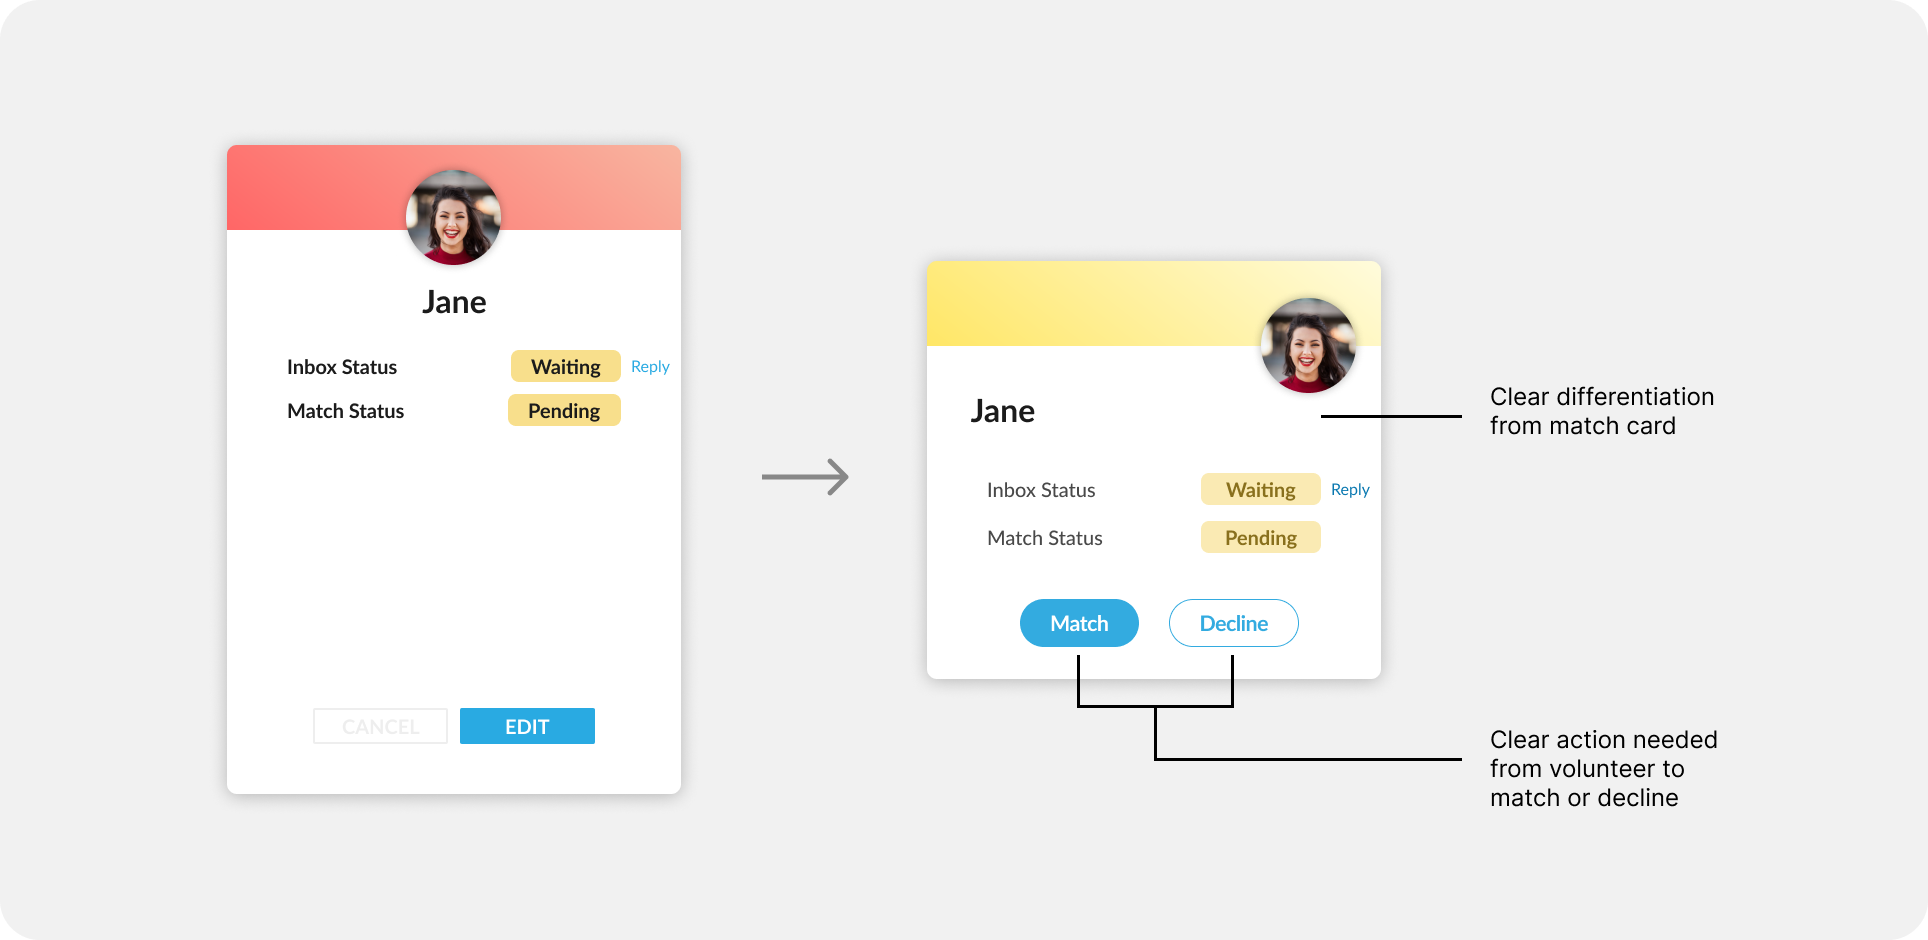 Jane
Inbox Status Waiting Reply
Match Status Pending
CANCEL EDIT
Jane
Inbox Status Waiting Reply
Match Status Pending
Match Decline
Clear differentiation
from match card
Clear action needed
from volunteer to
match or decline